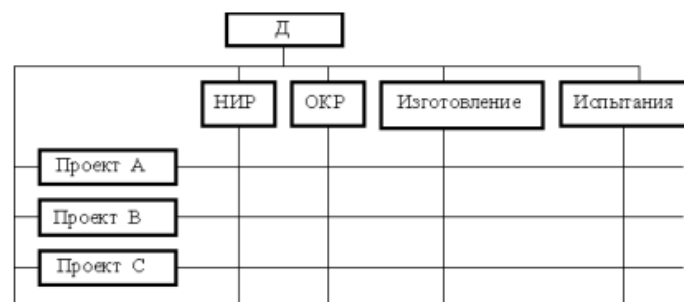 Д
НИР
ОКР
Изготовление
Испытания
Проект А
Проект В
Проект С